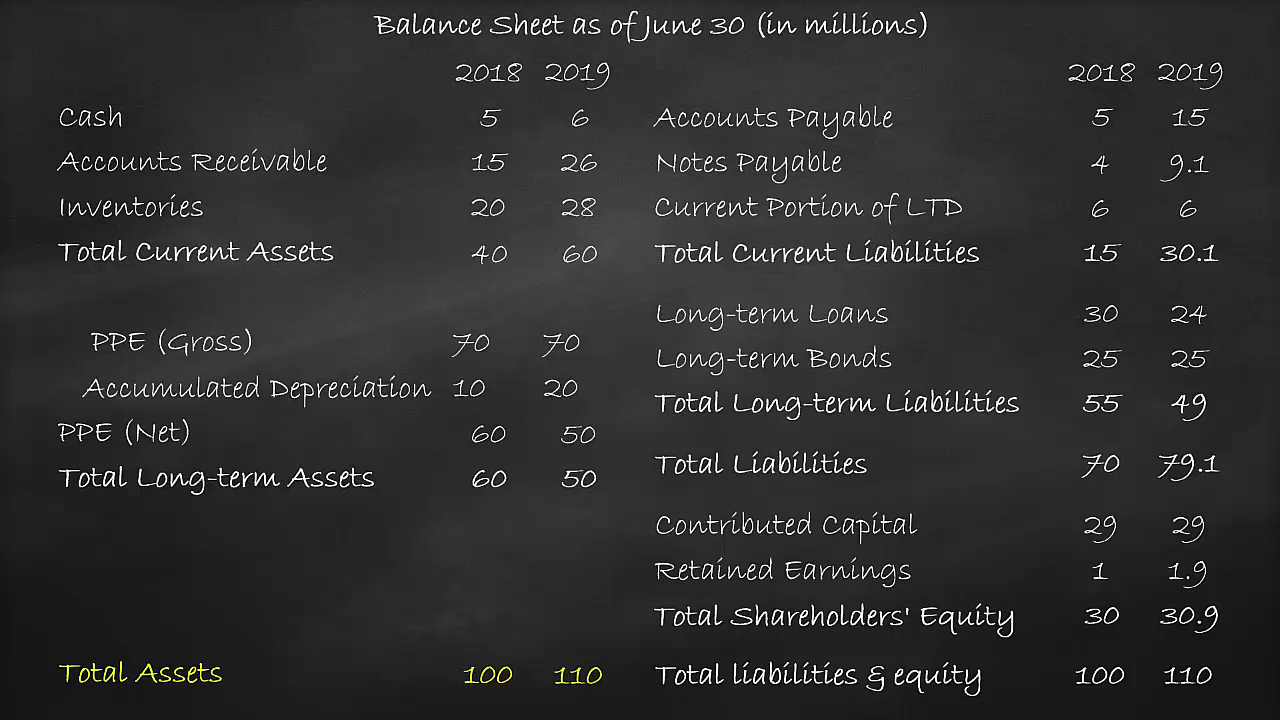 Balance Sheet as of June 30 (in millions)
2018 2019
Cash 5 6
Accounts Receivable 15 26
Inventories 20 28
Total Current Assets 40 60
PPE (Gross) 70 70
Accumulated Depreciation 10 20
PPE (Net) 60 50
Total Long-term Assets 60 50
Total Assets 100 110
2018 2019
Accounts Payable 5 15
Notes Payable 4 9.1
Current Portion of LTD 6 6
Total Current Liabilities 15 30.1
Long-term Loans 30 24
Long-term Bonds 25 25
Total Long-term Liabilities 55 49
Total Liabilities 70 79.1
Contributed Capital 29 29
Retained Earnings 1 1.9
Total Shareholders' Equity 30 30.9
Total liabilities & equity 100 110